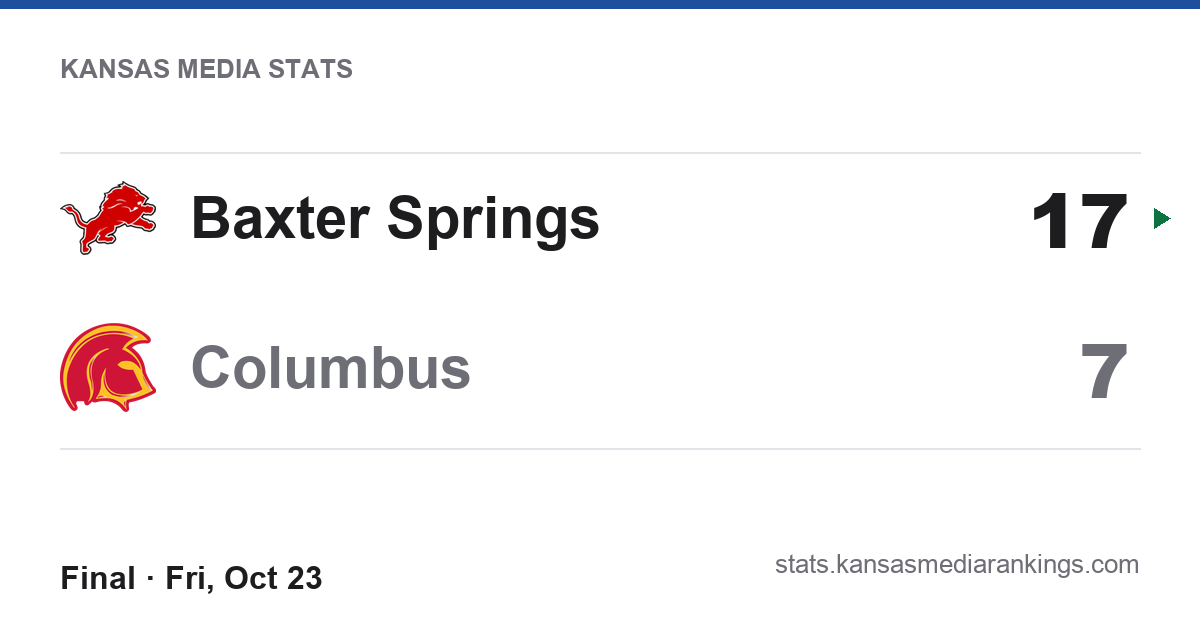 KANSAS MEDIA STATS
Baxter Springs 17
Columbus 7
Final · Fri, Oct 23
stats.kansasmediarankings.com